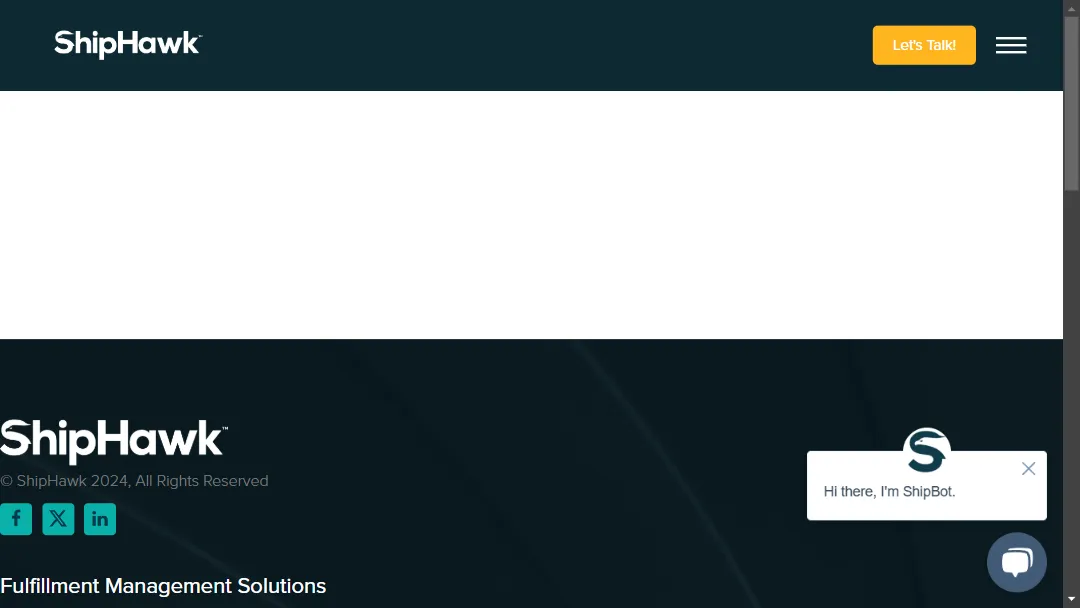 ShipHawk™
Let's Talk!
ShipHawk™
© ShipHawk 2024, All Rights Reserved
Hi there, I'm ShipBot.
Fulfillment Management Solutions